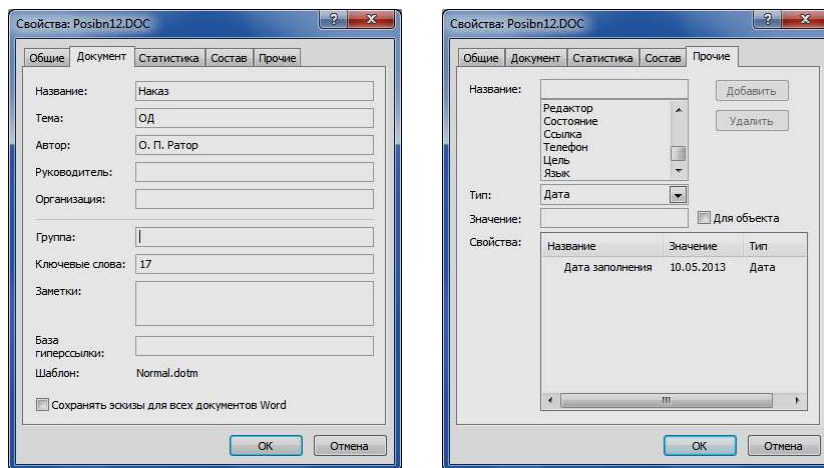 Свойства: Posibn12.DOC
Общие Документ Статистика Состав Прочие
Название: Наказ
Тема: ОД
Автор: О. П. Ратор
Руководитель:
Организация:
Группа:
Ключевые слова: 17
Заметки:
База
гиперссылки:
Шаблон: Normal.dotm
Сохранять эскизы для всех документов Word
ОК Отмена
Свойства: Posibn12.DOC
Общие Документ Статистика Состав Прочие
Название: Добавить
Редактор
Состояние
Ссылка
Телефон
Цель
Язык
Удалить
Тип: Дата
Значение: Для объекта
Свойства: Название Значение Тип
Дата заполнения 10.05.2013 Дата
ОК Отмена